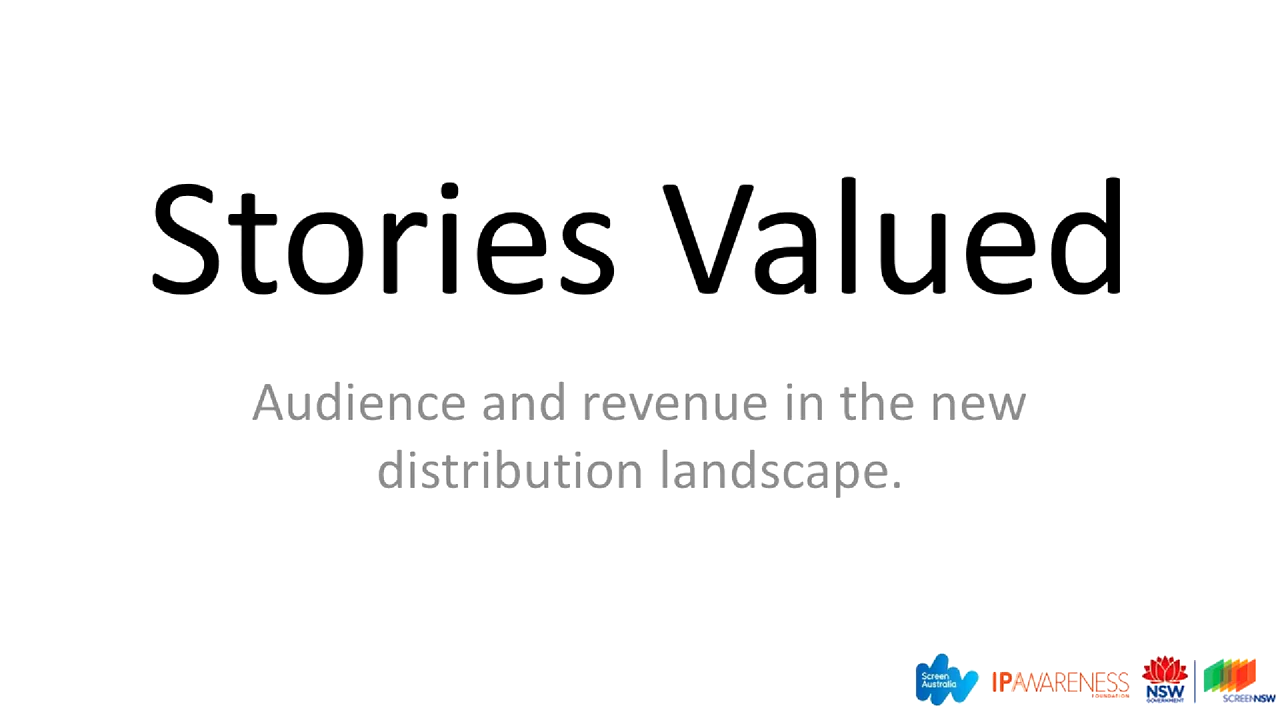 Stories Valued
Audience and revenue in the new
distribution landscape.
Screen
Australia
IPAWARENESS
FOUNDATION
NSW
GOVERNMENT
SCREENNSW